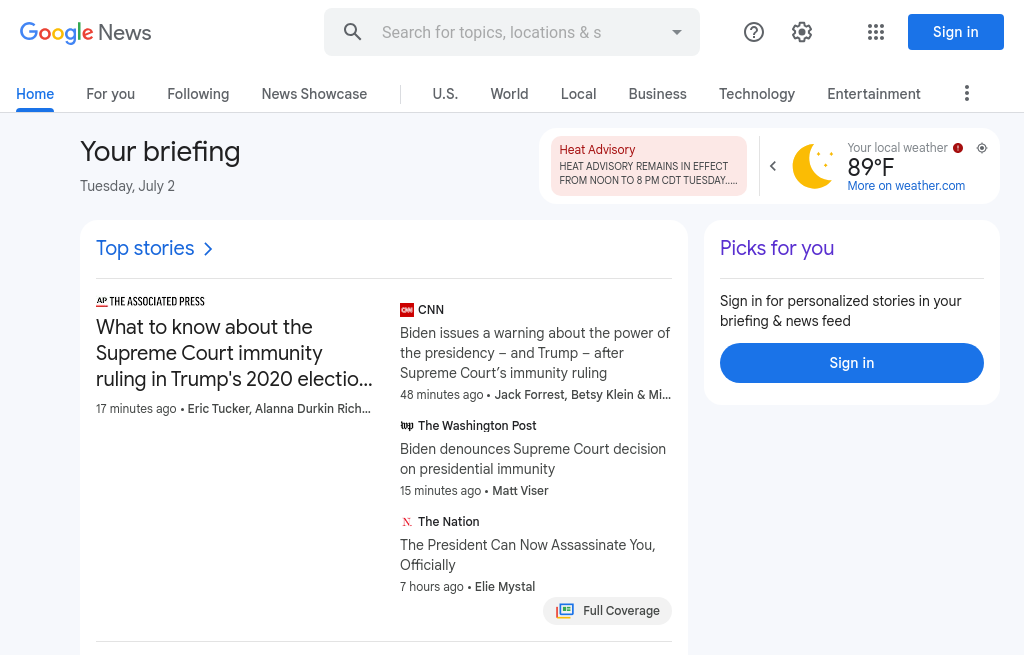 Google News
Search for topics, locations & s
Sign in
Home
For you
Following
News Showcase
U.S.
World
Local
Business
Technology
Entertainment
Your briefing
Tuesday, July 2
Heat Advisory
HEAT ADVISORY REMAINS IN EFFECT
FROM NOON TO 8 PM CDT TUESDAY.…
Your local weather
89°F
More on weather.com
Top stories
AP THE ASSOCIATED PRESS
What to know about the
Supreme Court immunity
ruling in Trump's 2020 electio…
17 minutes ago • Eric Tucker, Alanna Durkin Rich…
CNN CNN
Biden issues a warning about the power of
the presidency – and Trump – after
Supreme Court's immunity ruling
48 minutes ago • Jack Forrest, Betsy Klein & Mi…
wp The Washington Post
Biden denounces Supreme Court decision
on presidential immunity
15 minutes ago • Matt Viser
N. The Nation
The President Can Now Assassinate You,
Officially
7 hours ago • Elie Mystal
Full Coverage
Picks for you
Sign in for personalized stories in your
briefing & news feed
Sign in